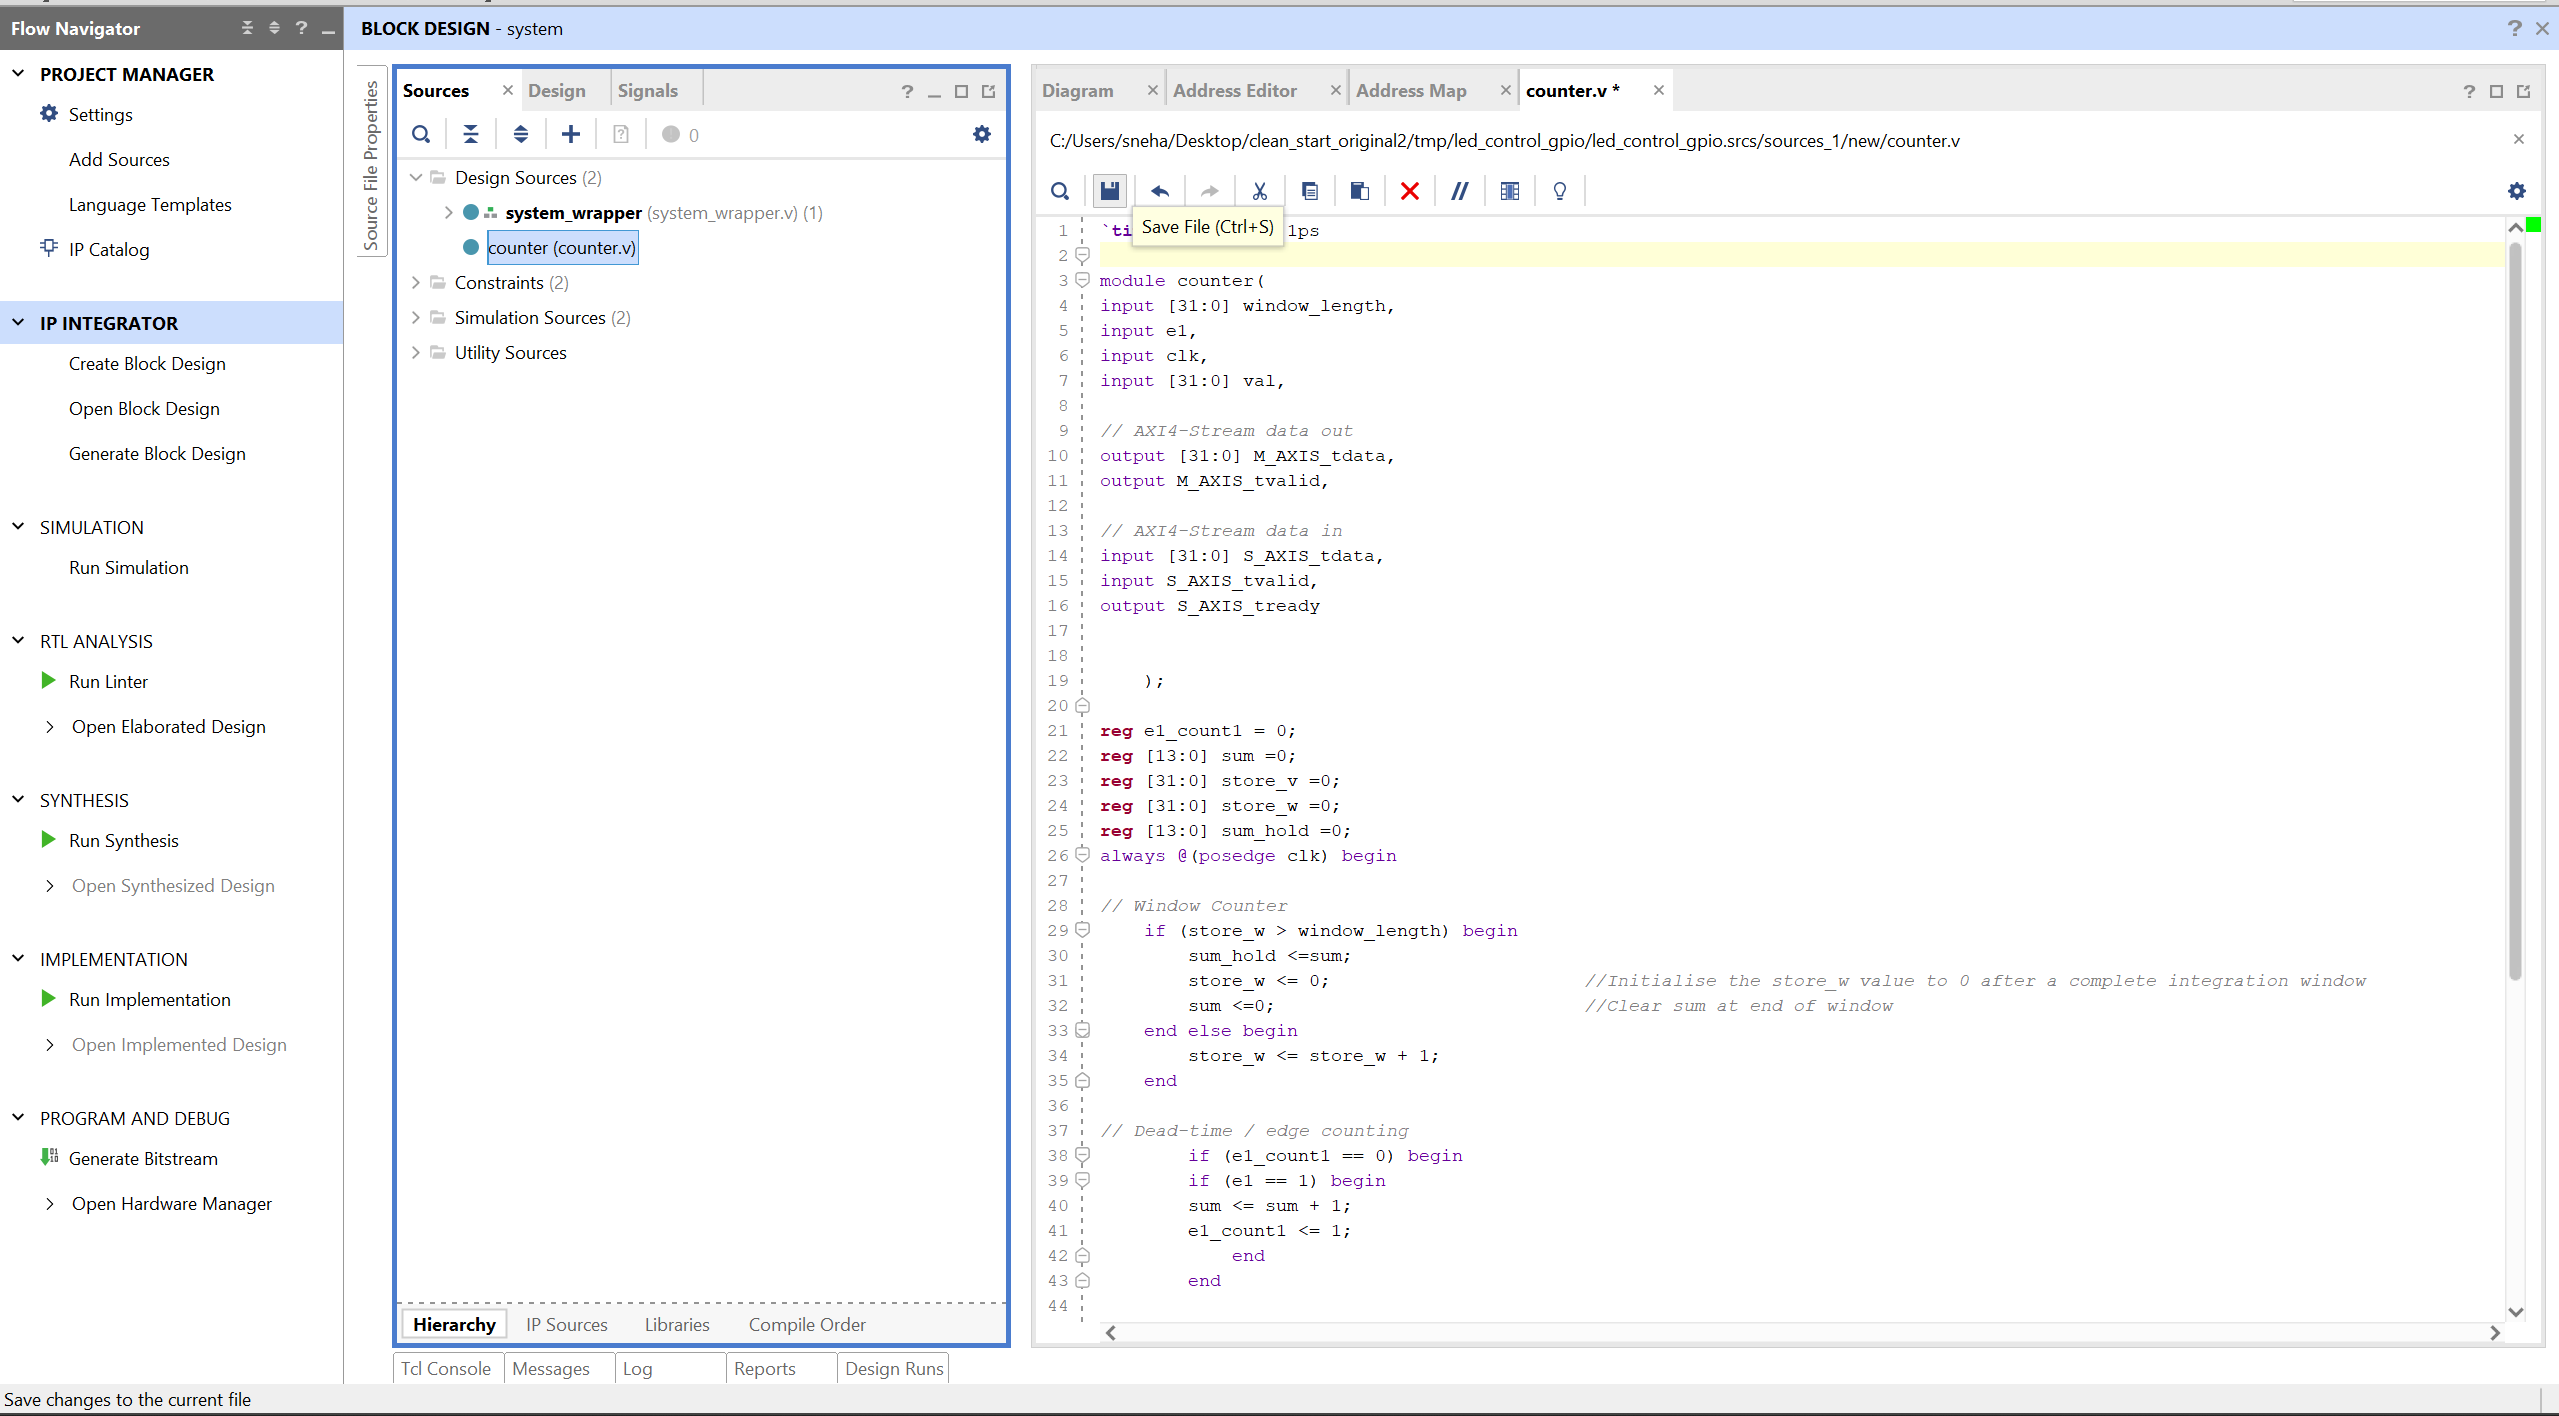 Flow Navigator
PROJECT MANAGER
Settings
Add Sources
Language Templates
IP Catalog
IP INTEGRATOR
Create Block Design
Open Block Design
Generate Block Design
SIMULATION
Run Simulation
RTL ANALYSIS
Run Linter
Open Elaborated Design
SYNTHESIS
Run Synthesis
Open Synthesized Design
IMPLEMENTATION
Run Implementation
Open Implemented Design
PROGRAM AND DEBUG
Generate Bitstream
Open Hardware Manager
BLOCK DESIGN - system
Source File Properties
Sources Design Signals
0
Design Sources (2)
system_wrapper (system_wrapper.v) (1)
counter (counter.v)
Constraints (2)
Simulation Sources (2)
Utility Sources
Hierarchy IP Sources Libraries Compile Order
Tcl Console Messages Log Reports Design Runs
Diagram Address Editor Address Map counter.v *
C:/Users/sneha/Desktop/clean_start_original2/tmp/led_control_gpio/led_control_gpio.srcs/sources_1/new/counter.v
Save File (Ctrl+S)
1 `ti 1ps
2
3 module counter(
4 input [31:0] window_length,
5 input e1,
6 input clk,
7 input [31:0] val,
8
9 // AXI4-Stream data out
10 output [31:0] M_AXIS_tdata,
11 output M_AXIS_tvalid,
12
13 // AXI4-Stream data in
14 input [31:0] S_AXIS_tdata,
15 input S_AXIS_tvalid,
16 output S_AXIS_tready
17
18
19 );
20
21 reg e1_count1 = 0;
22 reg [13:0] sum =0;
23 reg [31:0] store_v =0;
24 reg [31:0] store_w =0;
25 reg [13:0] sum_hold =0;
26 always @(posedge clk) begin
27
28 // Window Counter
29 if (store_w > window_length) begin
30 sum_hold <=sum;
31 store_w <= 0; //Initialise the store_w value to 0 after a complete integration window
32 sum <=0; //Clear sum at end of window
33 end else begin
34 store_w <= store_w + 1;
35 end
36
37 // Dead-time / edge counting
38 if (e1_count1 == 0) begin
39 if (e1 == 1) begin
40 sum <= sum + 1;
41 e1_count1 <= 1;
42 end
43 end
44
Save changes to the current file